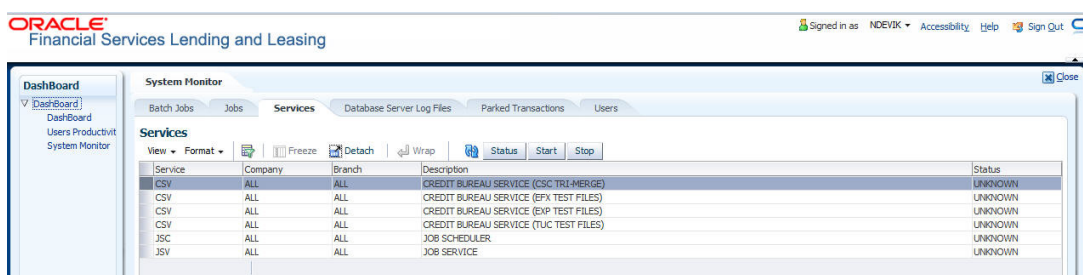 ORACLE
Signed in as NDEVIK Accessibility Help Sign Out
Financial Services Lending and Leasing
DashBoard
DashBoard
DashBoard
Users Productivit
System Monitor
System Monitor
Close
Batch Jobs Jobs Services Database Server Log Files Parked Transactions Users
Services
View Format Freeze Detach Wrap Status Start Stop
Service Company Branch Description Status
CSV ALL ALL CREDIT BUREAU SERVICE (CSC TRI-MERGE) UNKNOWN
CSV ALL ALL CREDIT BUREAU SERVICE (EFX TEST FILES) UNKNOWN
CSV ALL ALL CREDIT BUREAU SERVICE (EXP TEST FILES) UNKNOWN
CSV ALL ALL CREDIT BUREAU SERVICE (TUC TEST FILES) UNKNOWN
JSC ALL ALL JOB SCHEDULER UNKNOWN
JSV ALL ALL JOB SERVICE UNKNOWN